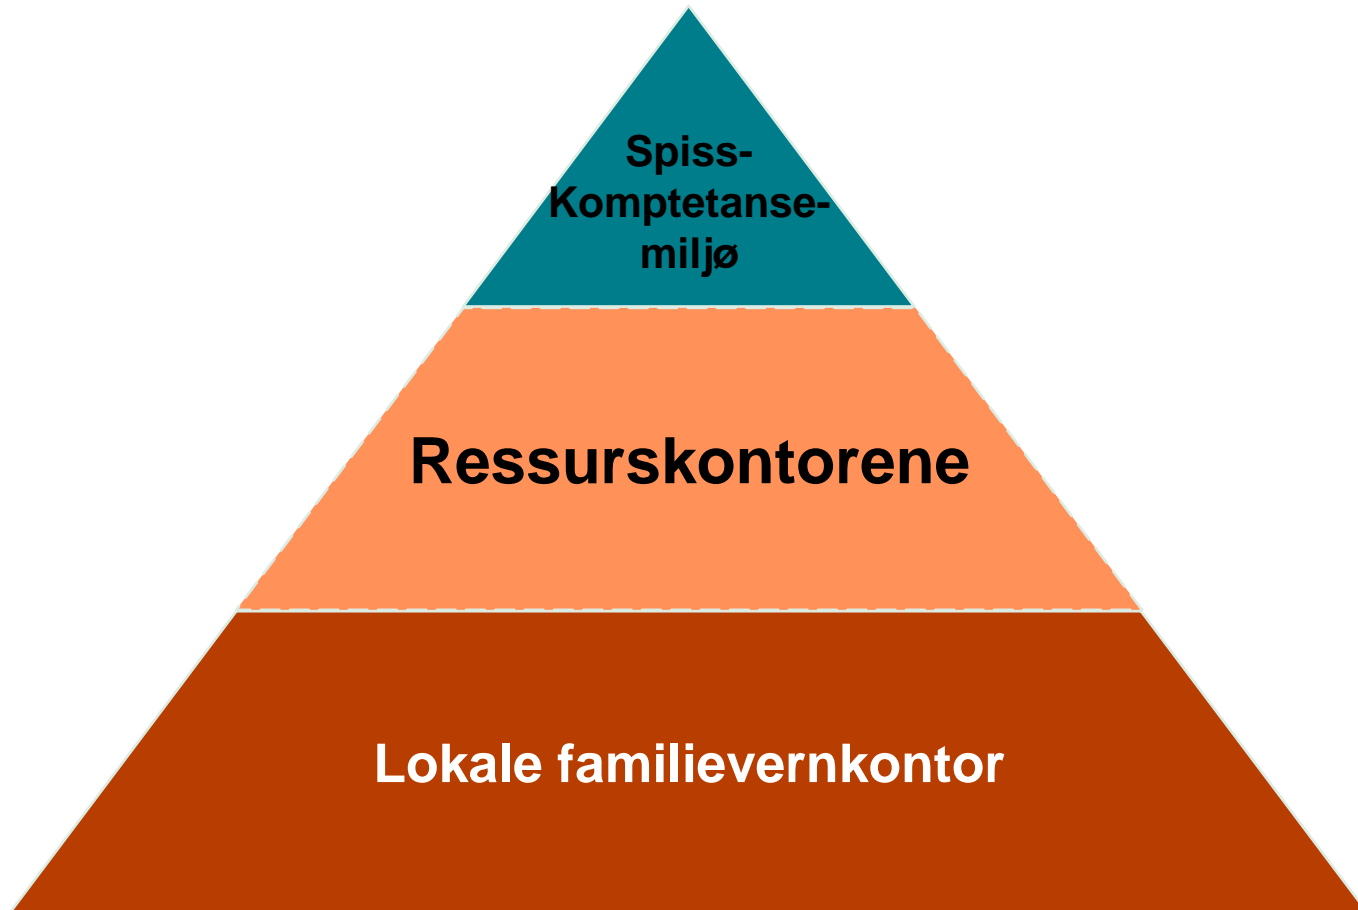 Spiss-
Komptetanse-
miljø
Ressurskontorene
Lokale familievernkontor